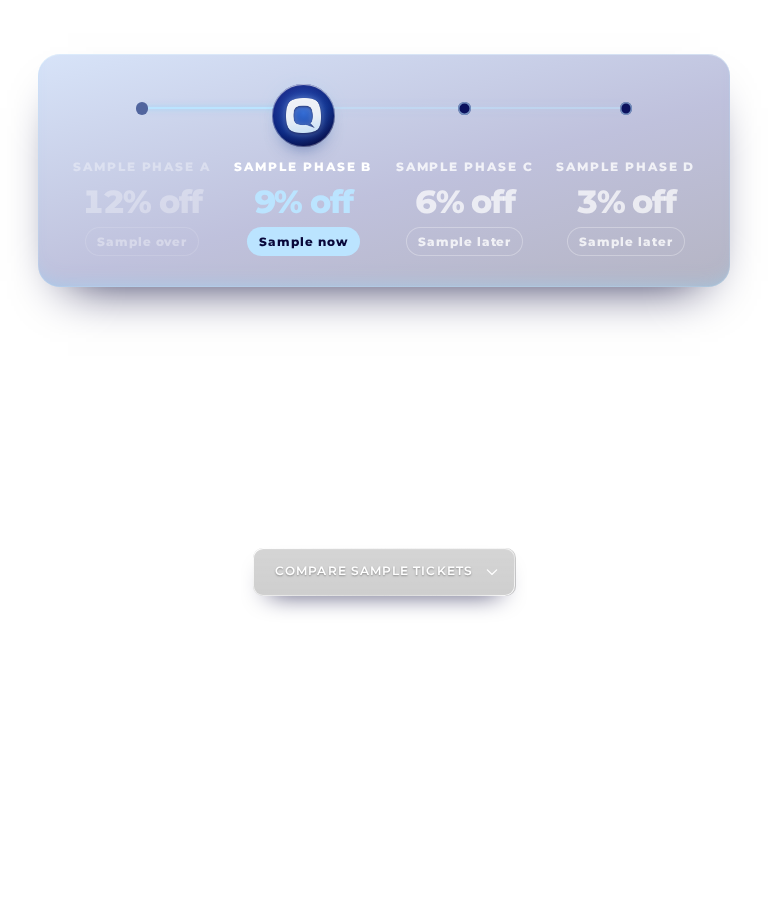 SAMPLE PHASE A SAMPLE PHASE B SAMPLE PHASE C SAMPLE PHASE D
12% off 9% off 6% off 3% off
Sample over Sample now Sample later Sample later
COMPARE SAMPLE TICKETS